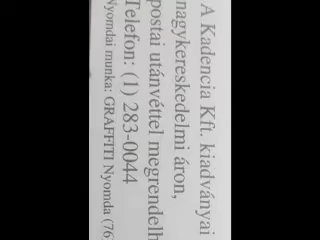 A Kadencia Kft. kiadványai
nagykereskedelmi áron,
postai utánvéttel megrendelh
Telefon: (1) 283-0044
Nyomdai munka: GRAFFITI Nyomda (76